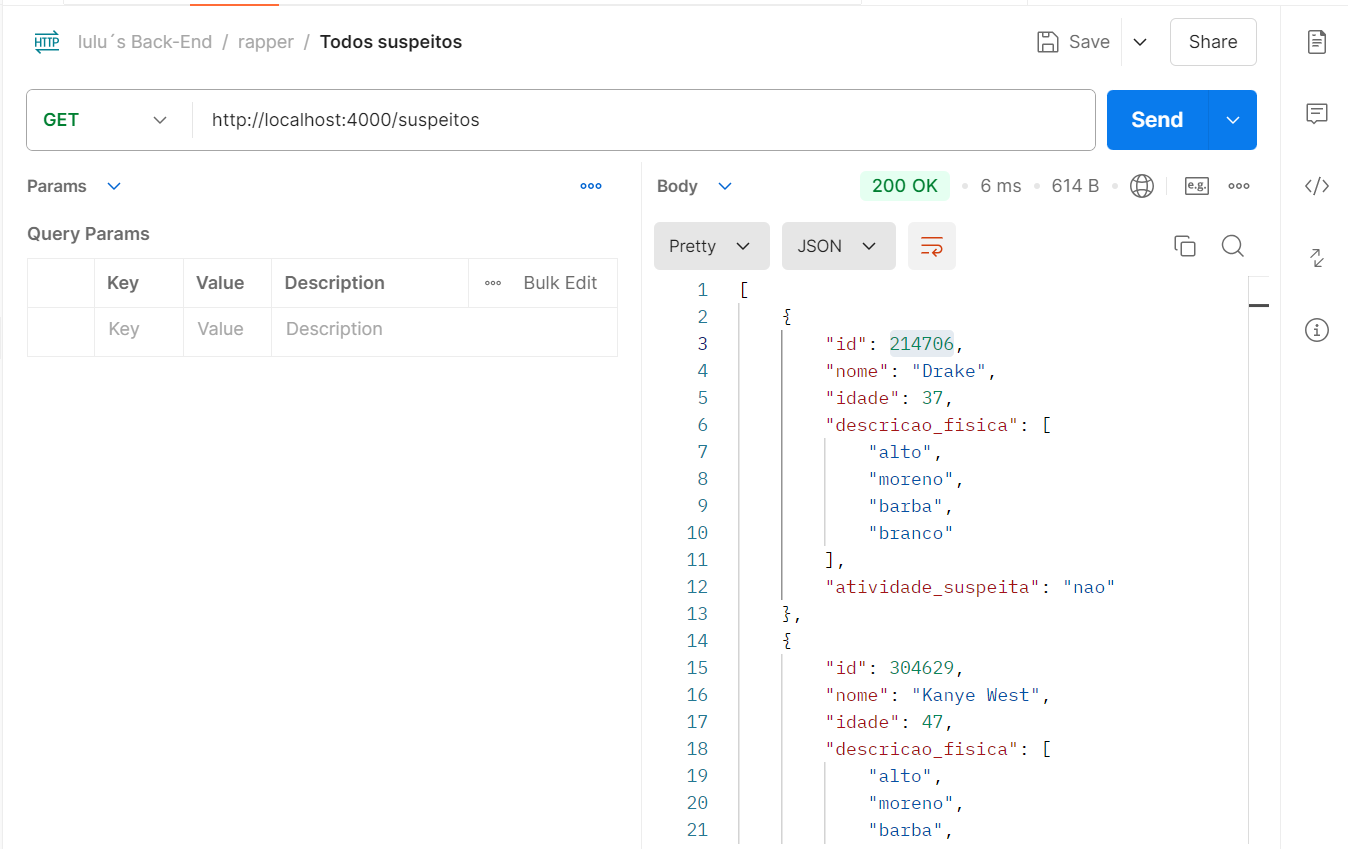 HTTP lulu´s Back-End / rapper / Todos suspeitos Save Share
GET http://localhost:4000/suspeitos Send
Params Body 200 OK 6 ms 614 B e.g.
Query Params
Pretty JSON
Key Value Description Bulk Edit
Key Value Description
1 [
2 {
3 "id": 214706,
4 "nome": "Drake",
5 "idade": 37,
6 "descricao_fisica": [
7 "alto",
8 "moreno",
9 "barba",
10 "branco"
11 ],
12 "atividade_suspeita": "nao"
13 },
14 {
15 "id": 304629,
16 "nome": "Kanye West",
17 "idade": 47,
18 "descricao_fisica": [
19 "alto",
20 "moreno",
21 "barba",